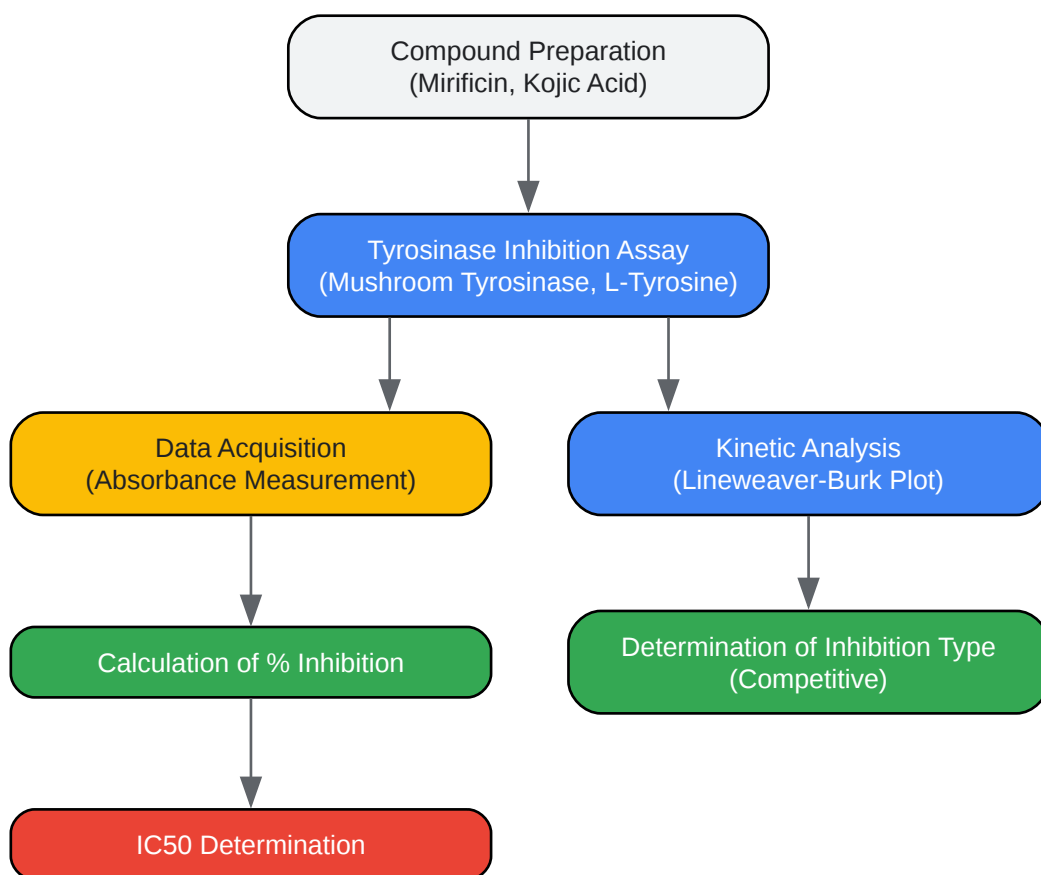 Compound Preparation
(Mirificin, Kojic Acid)
Tyrosinase Inhibition Assay
(Mushroom Tyrosinase, L-Tyrosine)
Data Acquisition
(Absorbance Measurement)
Kinetic Analysis
(Lineweaver-Burk Plot)
Calculation of % Inhibition
Determination of Inhibition Type
(Competitive)
IC50 Determination